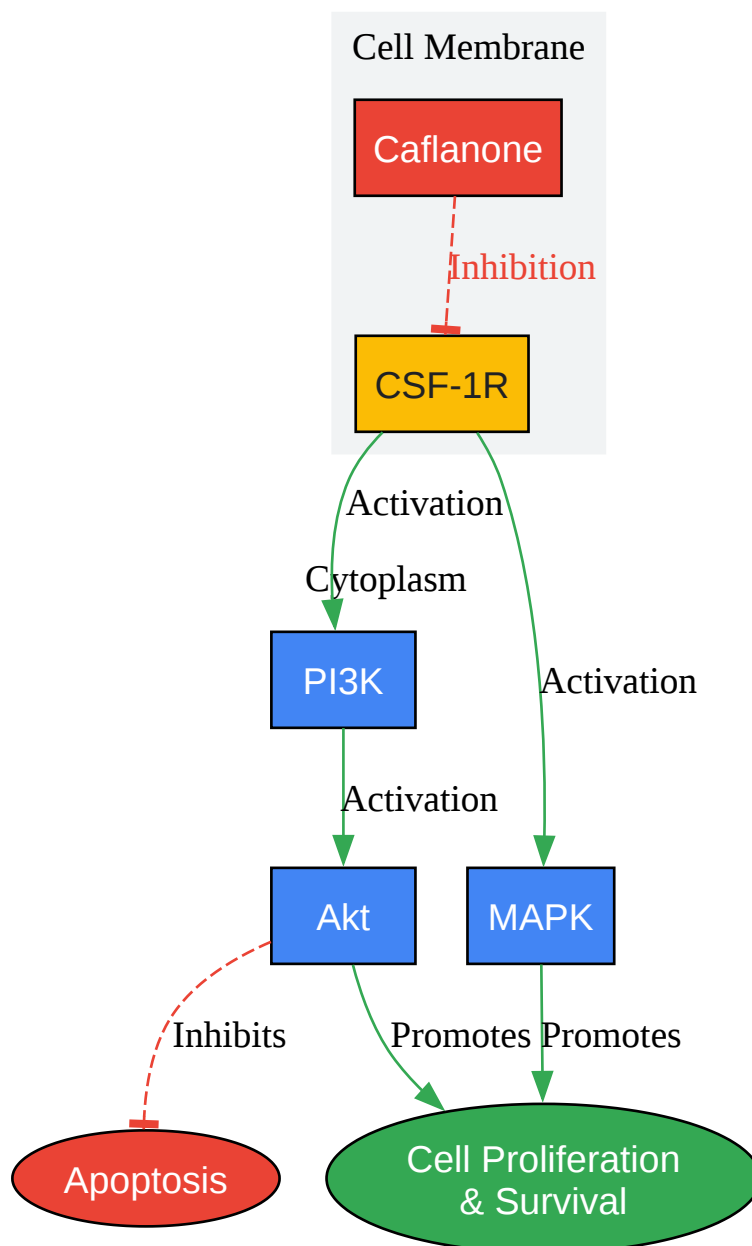 Cell Membrane
Caflanone
Inhibition
CSF-1R
Activation
Cytoplasm
PI3K
Activation
Activation
Akt
MAPK
Inhibits
Promotes
Promotes
Apoptosis
Cell Proliferation
& Survival